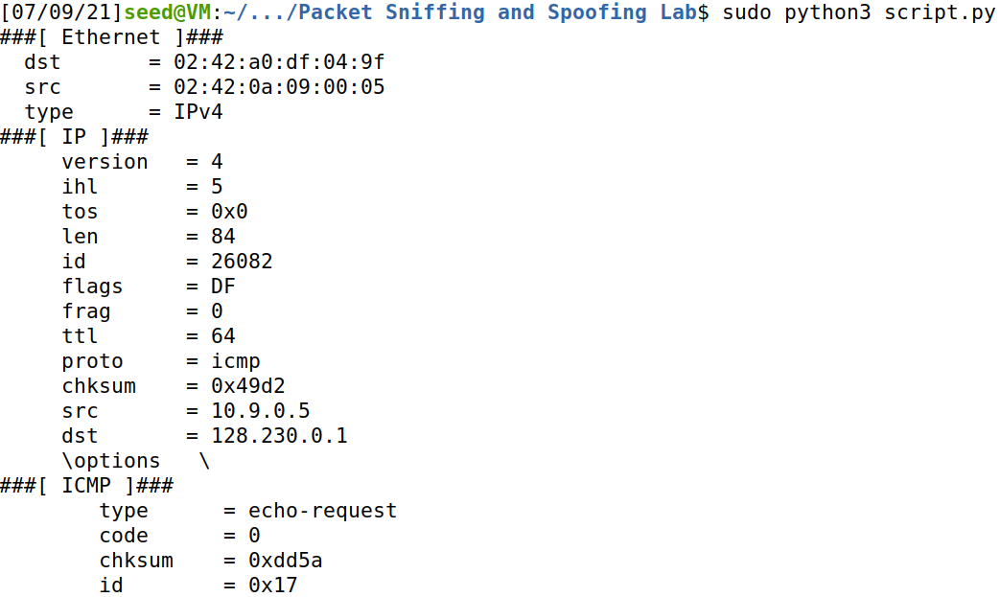 [07/09/21]seed@VM:~/.../Packet Sniffing and Spoofing Lab$ sudo python3 script.py
###[ Ethernet ]###
  dst       = 02:42:a0:df:04:9f
  src       = 02:42:0a:09:00:05
  type      = IPv4
###[ IP ]###
     version   = 4
     ihl       = 5
     tos       = 0x0
     len       = 84
     id        = 26082
     flags     = DF
     frag      = 0
     ttl       = 64
     proto     = icmp
     chksum    = 0x49d2
     src       = 10.9.0.5
     dst       = 128.230.0.1
     \options   \
###[ ICMP ]###
        type      = echo-request
        code      = 0
        chksum    = 0xdd5a
        id        = 0x17